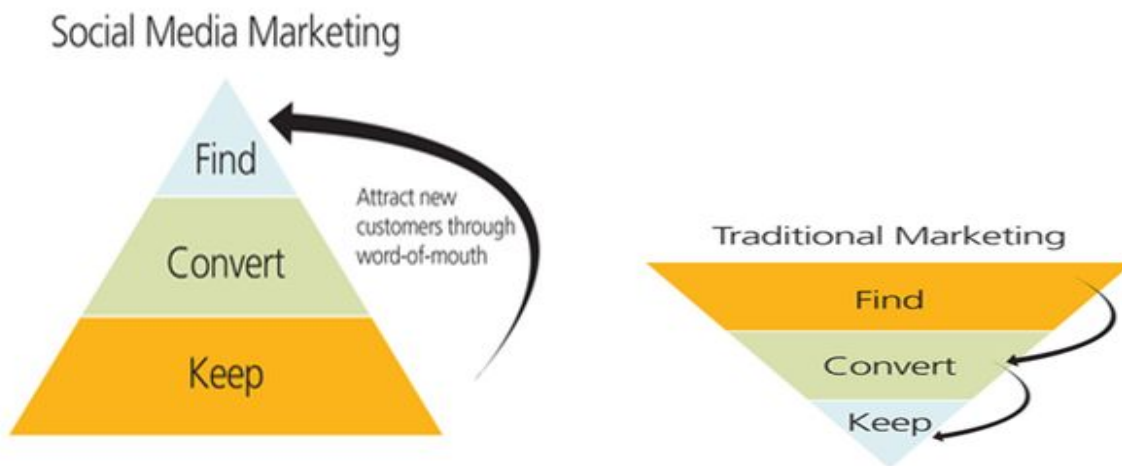 Social Media Marketing
Find
Attract new
customers through
word-of-mouth
Convert
Keep
Traditional Marketing
Find
Convert
Keep